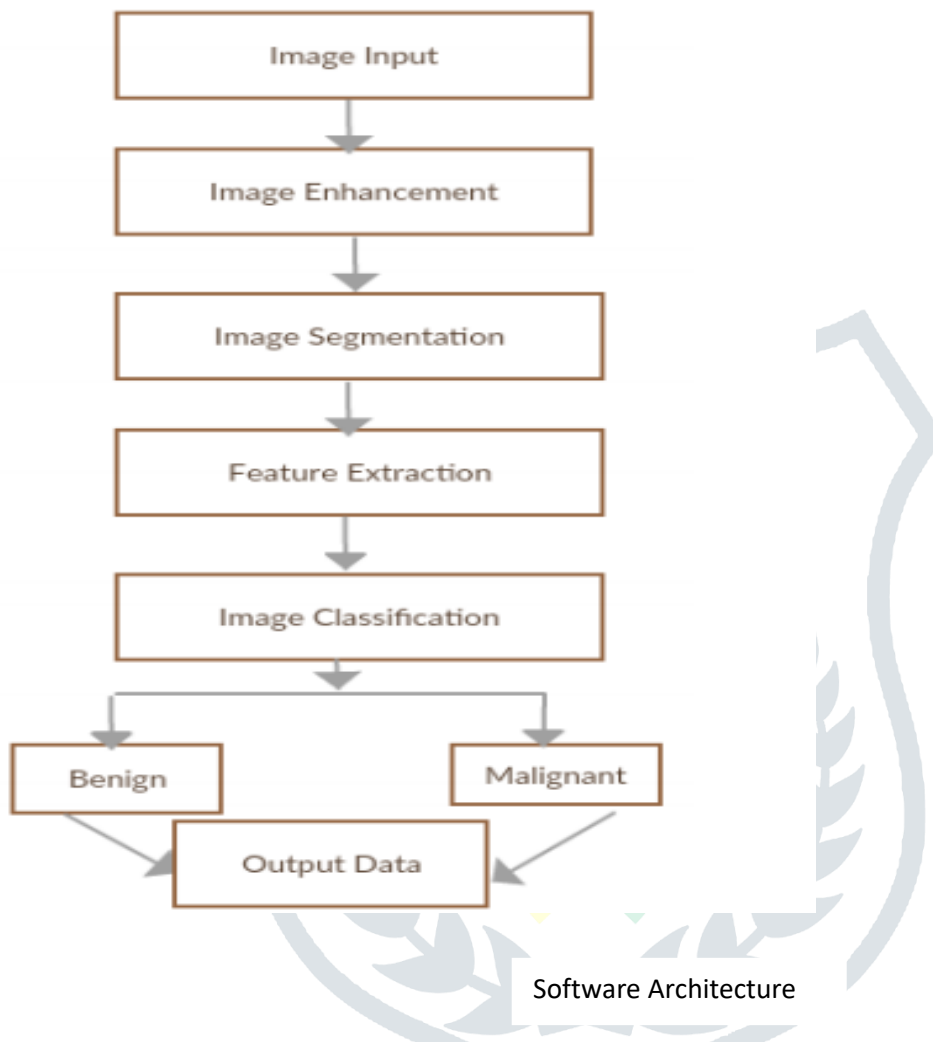 Image Input
Image Enhancement
Image Segmentation
Feature Extraction
Image Classification
Benign
Malignant
Output Data
Software Architecture